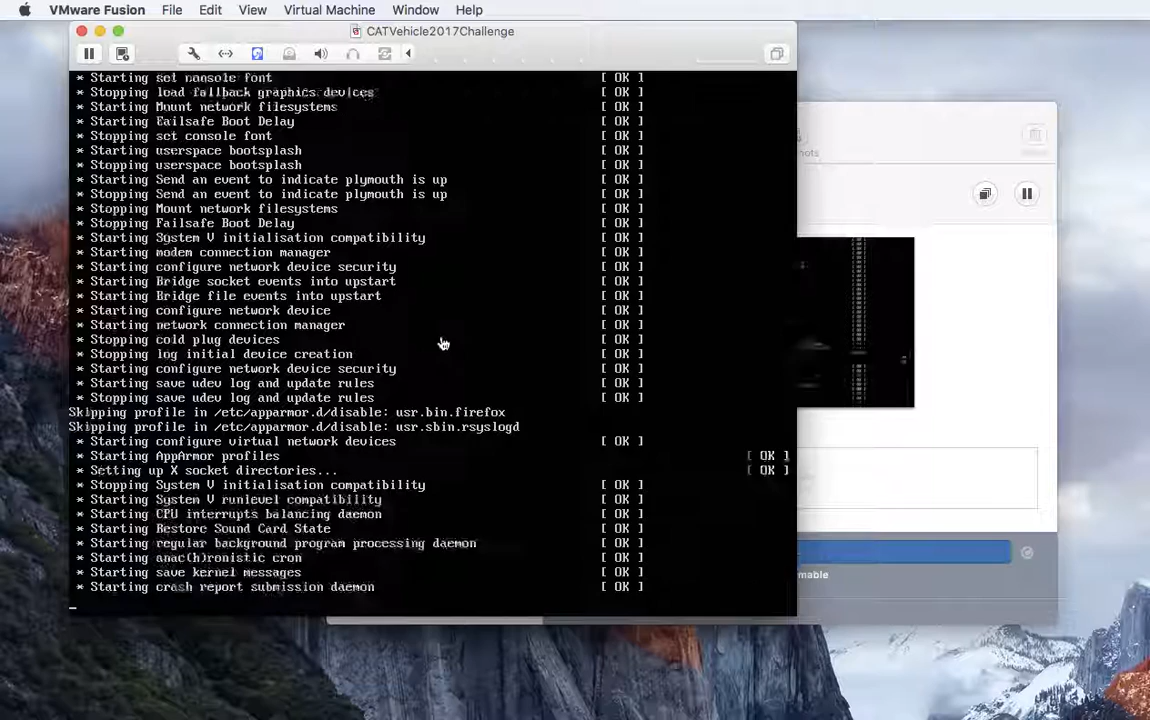 VMware Fusion File Edit View Virtual Machine Window Help
CATVehicle2017Challenge
* Starting set console font [ OK ]
* Stopping load fallback graphics devices [ OK ]
* Starting Mount network filesystems [ OK ]
* Starting Failsafe Boot Delay [ OK ]
* Stopping set console font [ OK ]
* Starting userspace bootsplash [ OK ]
* Stopping userspace bootsplash [ OK ]
* Starting Send an event to indicate plymouth is up [ OK ]
* Stopping Send an event to indicate plymouth is up [ OK ]
* Stopping Mount network filesystems [ OK ]
* Stopping Failsafe Boot Delay [ OK ]
* Starting System V initialisation compatibility [ OK ]
* Starting modem connection manager [ OK ]
* Starting configure network device security [ OK ]
* Starting Bridge socket events into upstart [ OK ]
* Starting Bridge file events into upstart [ OK ]
* Starting configure network device [ OK ]
* Starting network connection manager [ OK ]
* Stopping cold plug devices [ OK ]
* Stopping log initial device creation [ OK ]
* Starting configure network device security [ OK ]
* Starting save udev log and update rules [ OK ]
* Stopping save udev log and update rules [ OK ]
Skipping profile in /etc/apparmor.d/disable: usr.bin.firefox
Skipping profile in /etc/apparmor.d/disable: usr.sbin.rsyslogd
* Starting configure virtual network devices [ OK ]
* Starting AppArmor profiles [ OK ]
* Setting up X socket directories... [ OK ]
* Stopping System V initialisation compatibility [ OK ]
* Starting System V runlevel compatibility [ OK ]
* Starting CPU interrupts balancing daemon [ OK ]
* Starting Restore Sound Card State [ OK ]
* Starting regular background program processing daemon [ OK ]
* Starting anac(h)ronistic cron [ OK ]
* Starting save kernel messages [ OK ]
* Starting crash report submission daemon [ OK ]
_
hots
mable